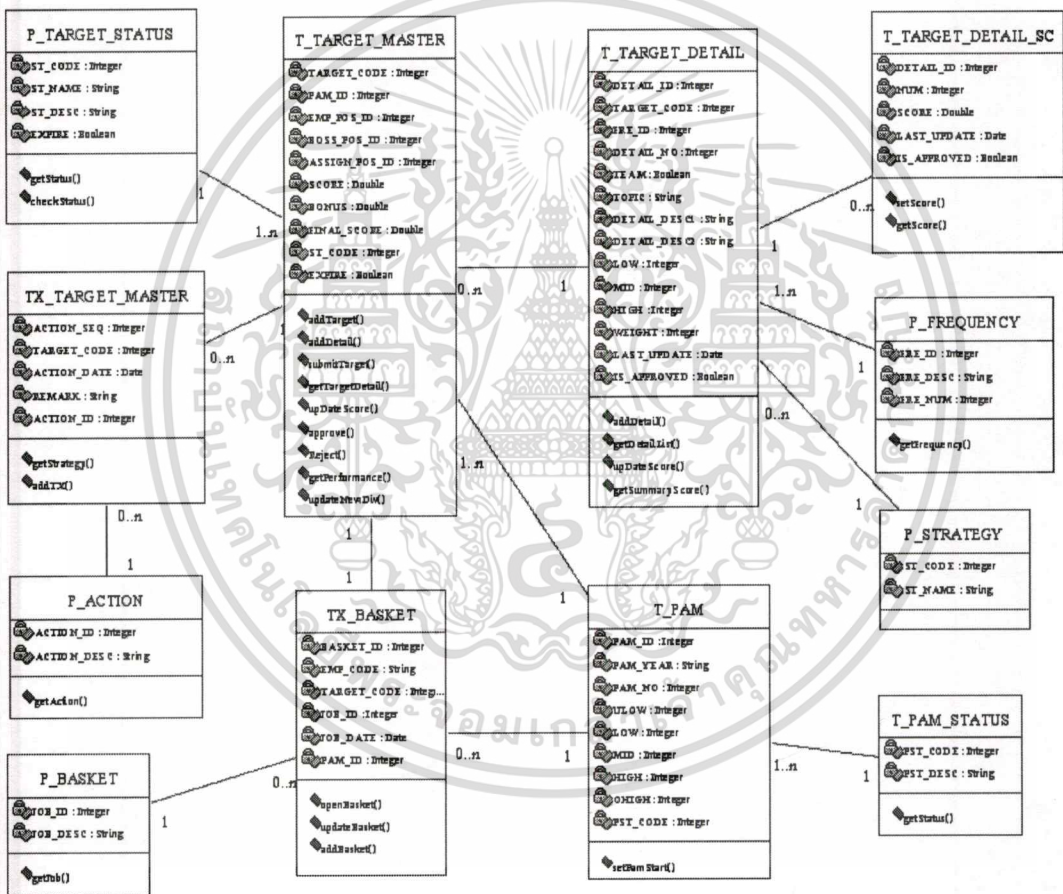 P_TARGET_STATUS
ST_CODE : Integer
ST_NAME : String
ST_DESC : String
EXPIRE : Boolean
getStatus()
checkStatus()
1
T_TARGET_MASTER
TARGET_CODE : Integer
PAM_ID : Integer
EMP_POS_ID : Integer
BOSS_POS_ID : Integer
ASSIGN_POS_ID : Integer
SCORE : Double
BONUS : Double
FINAL_SCORE : Double
ST_CODE : Integer
EXPIRE : Boolean
addTarget()
addDetail()
submitTarget()
getTargetDetail()
upDateScore()
approve()
Reject()
getPerformance()
updateNewDiv()
1..n
1
0..n
1..n
1
T_TARGET_DETAIL
DETAIL_ID : Integer
TARGET_CODE : Integer
FRE_ID : Integer
DETAIL_NO : Integer
TEAM : Boolean
TOPIC : String
DETAIL_DESC1 : String
DETAIL_DESC2 : String
LOW : Integer
MID : Integer
HIGH : Integer
WEIGHT : Integer
LAST_UPDATE : Date
IS_APPROVED : Boolean
addDetail()
getDetailList()
upDateScore()
getSummaryScore()
1
1
1..n
0..n
T_TARGET_DETAIL_SC
DETAIL_ID : Integer
NUM : Integer
SCORE : Double
LAST_UPDATE : Date
IS_APPROVED : Boolean
setScore()
getScore()
0..n
TX_TARGET_MASTER
ACTION_SEQ : Integer
TARGET_CODE : Integer
ACTION_DATE : Date
REMARK : String
ACTION_ID : Integer
getStrategy()
addTX()
0..n
0..n
P_FREQUENCY
FRE_ID : Integer
FRE_DESC : String
FRE_NUM : Integer
getFrequency()
1
P_STRATEGY
ST_CODE : Integer
ST_NAME : String
1
P_ACTION
ACTION_ID : Integer
ACTION_DESC : String
getAction()
1
TX_BASKET
BASKET_ID : Integer
EMP_CODE : String
TARGET_CODE : Integ...
JOB_ID : Integer
JOB_DATE : Date
PAM_ID : Integer
openBasket()
updateBasket()
addBasket()
1
0..n
0..n
T_PAM
PAM_ID : Integer
PAM_YEAR : String
PAM_NO : Integer
ULOW : Integer
LOW : Integer
MID : Integer
HIGH : Integer
OHIGH : Integer
PST_CODE : Integer
setPamStart()
1
1
1..n
T_PAM_STATUS
PST_CODE : Integer
PST_DESC : String
getStatus()
1
P_BASKET
JOB_ID : Integer
JOB_DESC : String
getJob()
1